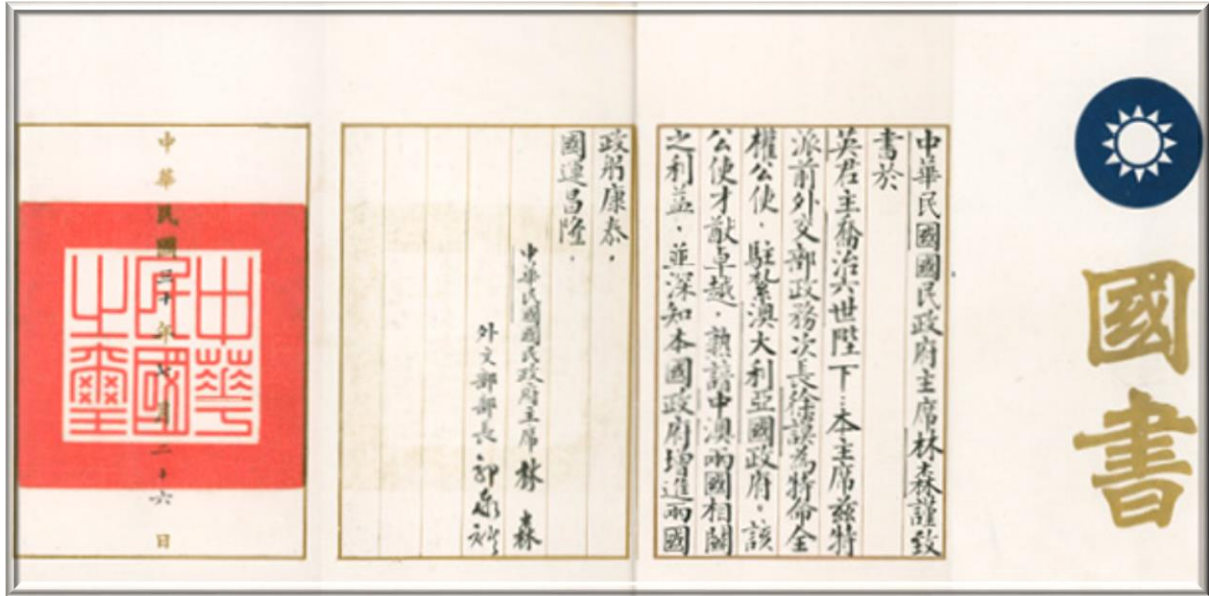 國書
中華民國國民政府主席林森謹致
書於
英君主喬治六世陛下.本主席茲特
派前外交部政務次長徐謨為特命全
權公使,駐紮澳大利亞國政府,該
公使才猷卓越,熟諳中澳兩國相關
之利益,並深知本國政府增進兩國
政躬康泰,
國運昌隆.
中華民國國民政府主席 林 森
外交部部長 郭泰祺
中華民國三十年七月二十六日
中華
民國
之璽